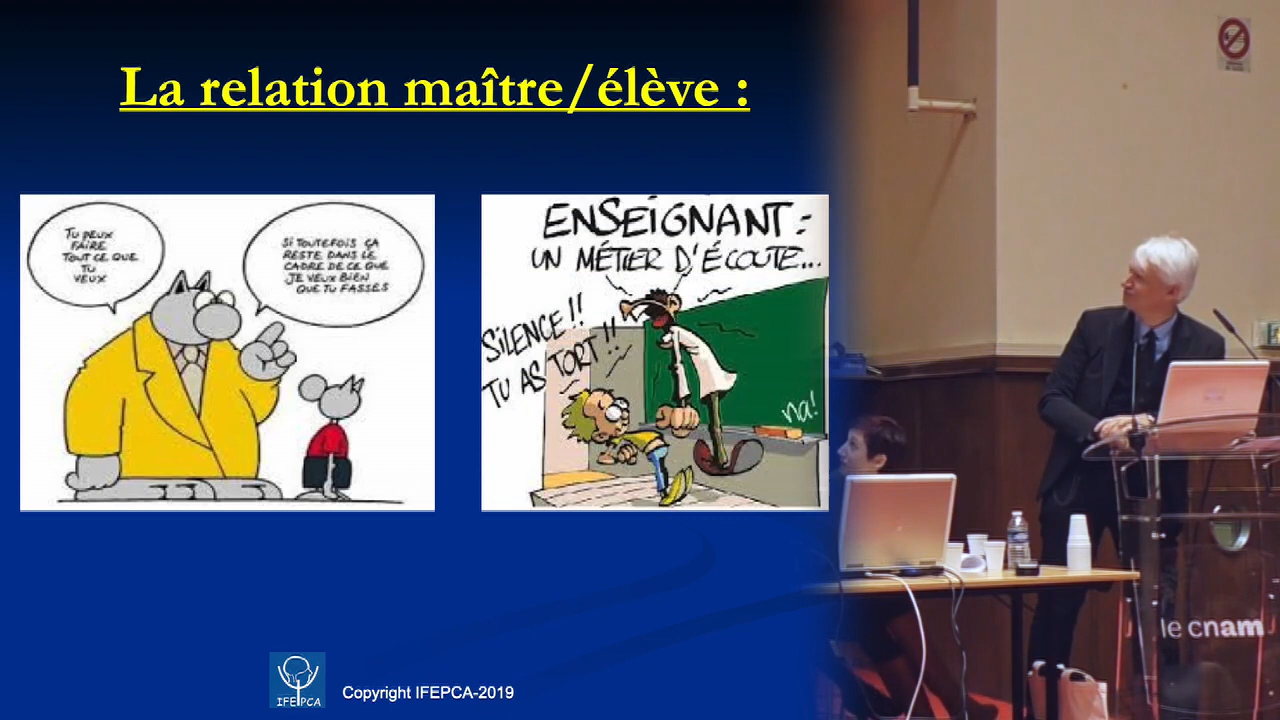 La relation maître/élève :
TU PEUX
FAIRE
TOUT CE QUE
TU
VEUX
SI TOUTEFOIS ÇA
RESTE DANS LE
CADRE DE CE QUE
JE VEUX BIEN
QUE TU FASSES
ENSEIGNANT :
UN MÉTIER D'ÉCOUTE...
SILENCE !!
TU AS TORT !!
na!
IFEPCA
Copyright IFEPCA-2019
le cnam